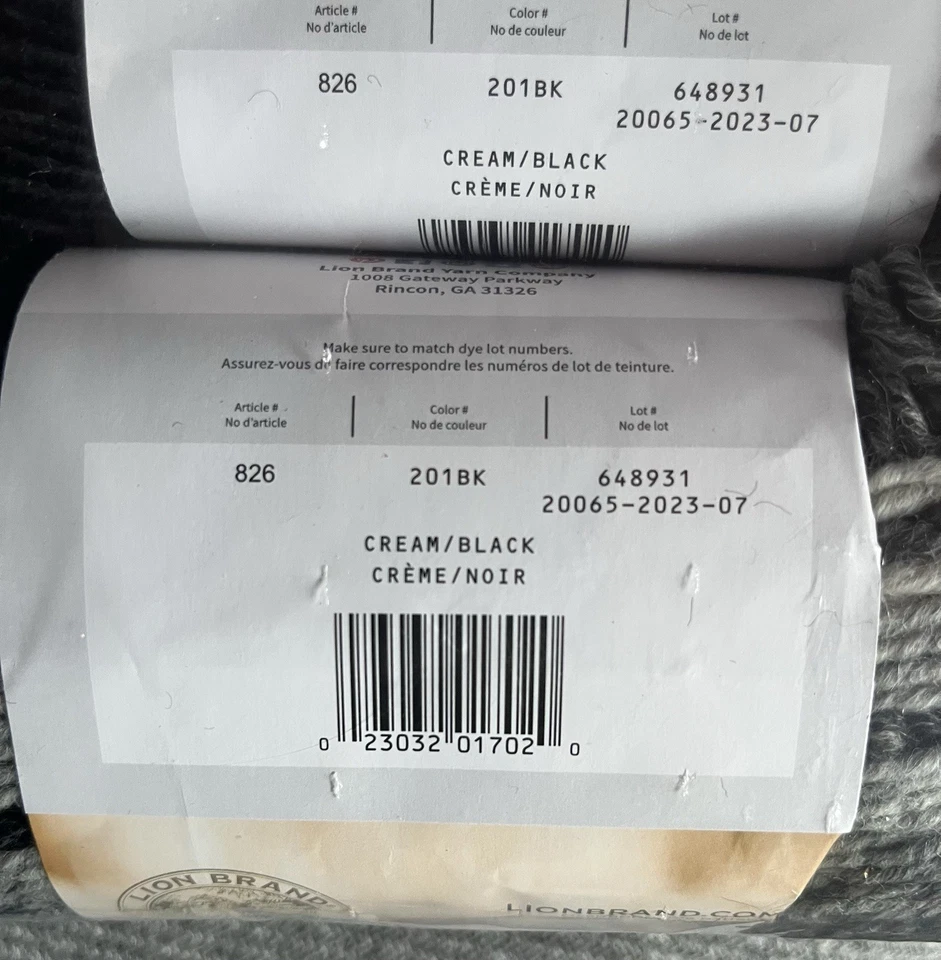 Article # Color # Lot #
No d'article No de couleur No de lot
826 201BK 648931
20065-2023-07
CREAM/BLACK
CRÈME/NOIR
Lion Brand Yarn Company
1008 Gateway Parkway
Rincon, GA 31326
Make sure to match dye lot numbers.
Assurez-vous de faire correspondre les numéros de lot de teinture.
Article # Color # Lot #
No d'article No de couleur No de lot
826 201BK 648931
20065-2023-07
CREAM/BLACK
CRÈME/NOIR
0 23032 01702 0
LION BRAND
LIONBRAND.COM